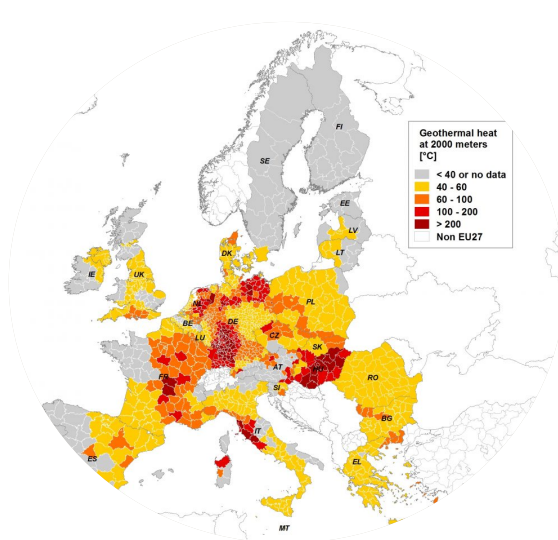 Geothermal heat
at 2000 meters
[°C]
< 40 or no data
40 - 60
60 - 100
100 - 200
> 200
Non EU27
FI
SE
EE
LV
LT
DK
IE
UK
NL
PL
BE
DE
LU
CZ
SK
AT
HU
FR
SI
RO
BG
IT
ES
EL
MT